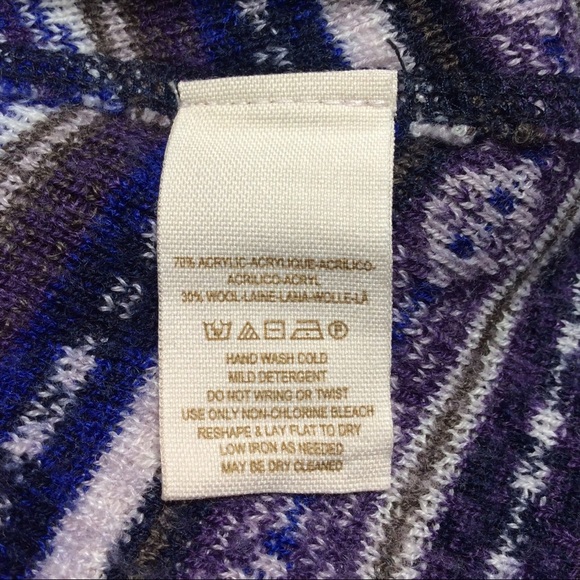 70% ACRYLIC-ACRYLIQUE-ACRILICO-
ACRILICO-ACRYL
30% WOOL-LAINE-LANA-WOLLE-LÃ
P
HAND WASH COLD
MILD DETERGENT
DO NOT WRING OR TWIST
USE ONLY NON-CHLORINE BLEACH
RESHAPE & LAY FLAT TO DRY
LOW IRON AS NEEDED
MAY BE DRY CLEANED